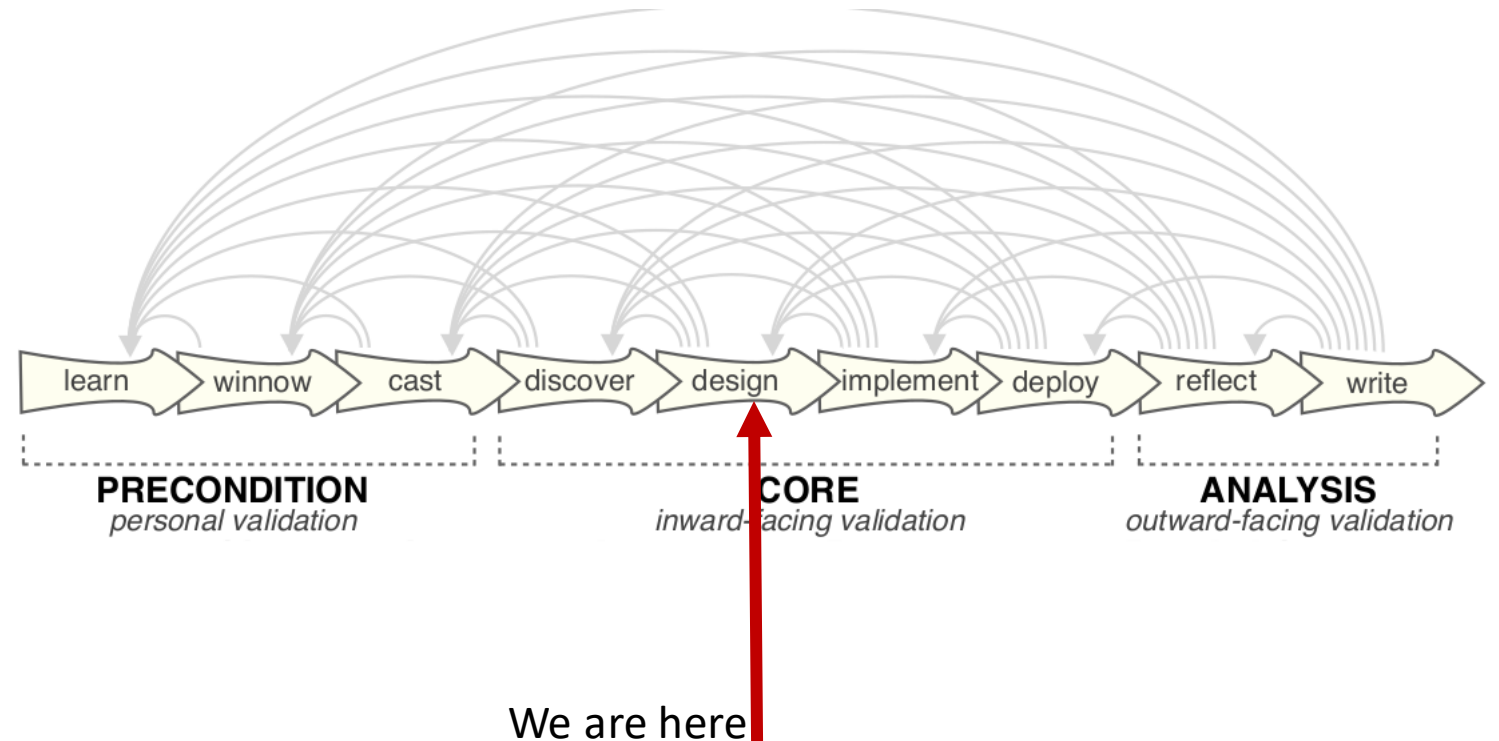 learn winnow cast discover design implement deploy reflect write
PRECONDITION CORE ANALYSIS
personal validation inward-facing validation outward-facing validation
We are here